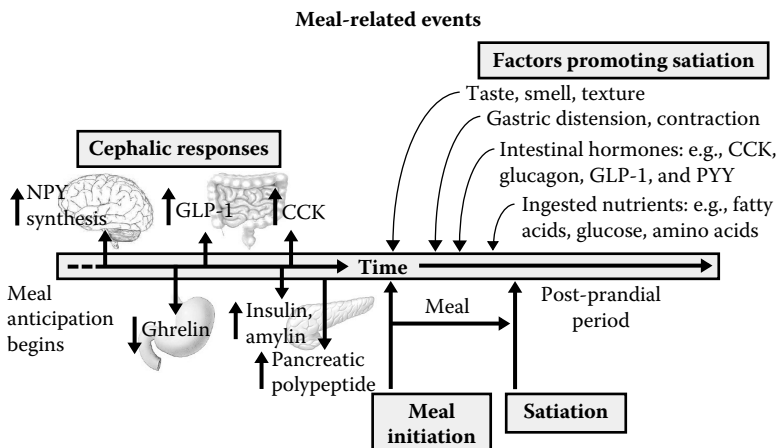 Meal-related events
Factors promoting satiation
Taste, smell, texture
Gastric distension, contraction
Intestinal hormones: e.g., CCK,
glucagon, GLP-1, and PYY
Ingested nutrients: e.g., fatty
acids, glucose, amino acids
Cephalic responses
NPY
synthesis
GLP-1
CCK
Time
Meal
anticipation
begins
Ghrelin
Insulin,
amylin
Pancreatic
polypeptide
Meal
Post-prandial
period
Meal
initiation
Satiation